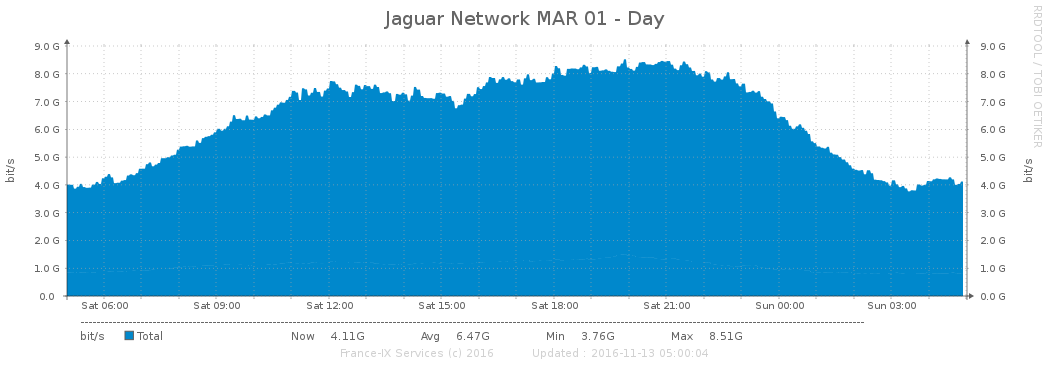 Jaguar Network MAR 01 - Day
RRDTOOL / TOBI OETIKER
9.0 G 9.0 G
8.0 G 8.0 G
7.0 G 7.0 G
6.0 G 6.0 G
5.0 G 5.0 G
4.0 G 4.0 G
3.0 G 3.0 G
2.0 G 2.0 G
1.0 G 1.0 G
0.0 0.0 G
bit/s bit/s
Sat 06:00 Sat 09:00 Sat 12:00 Sat 15:00 Sat 18:00 Sat 21:00 Sun 00:00 Sun 03:00
bit/s Total Now 4.11G Avg 6.47G Min 3.76G Max 8.51G
France-IX Services (c) 2016 Updated : 2016-11-13 05:00:04